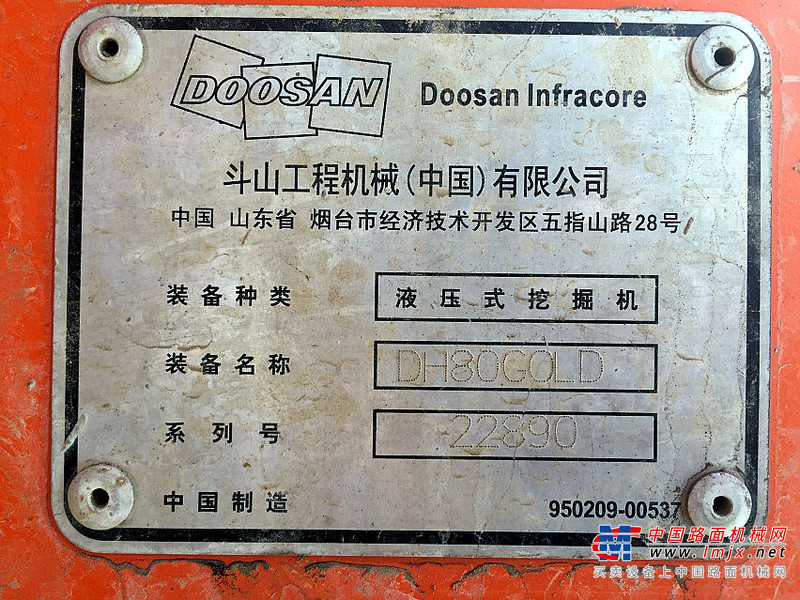 DOOSAN Doosan Infracore
斗山工程机械(中国)有限公司
中国 山东省 烟台市经济技术开发区五指山路28号
装备种类 液压式挖掘机
装备名称 DH80GOLD
系列号 22890
中国制造 950209-00537
中国路面机械网
www.lmjx.net
买卖设备上中国路面机械网